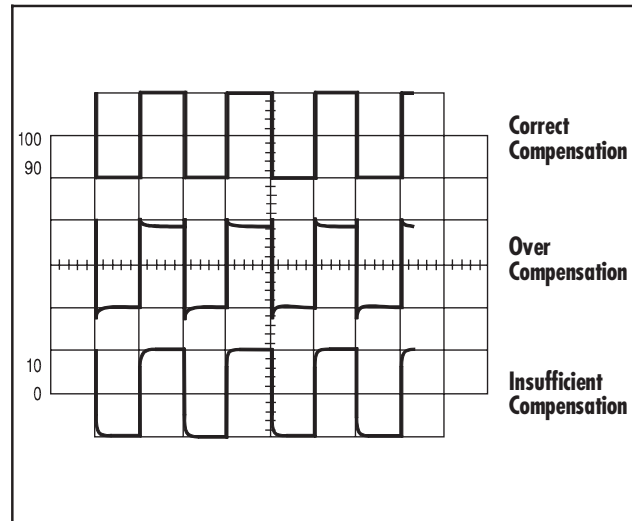 100
90
10
0
Correct
Compensation
Over
Compensation
Insufficient
Compensation